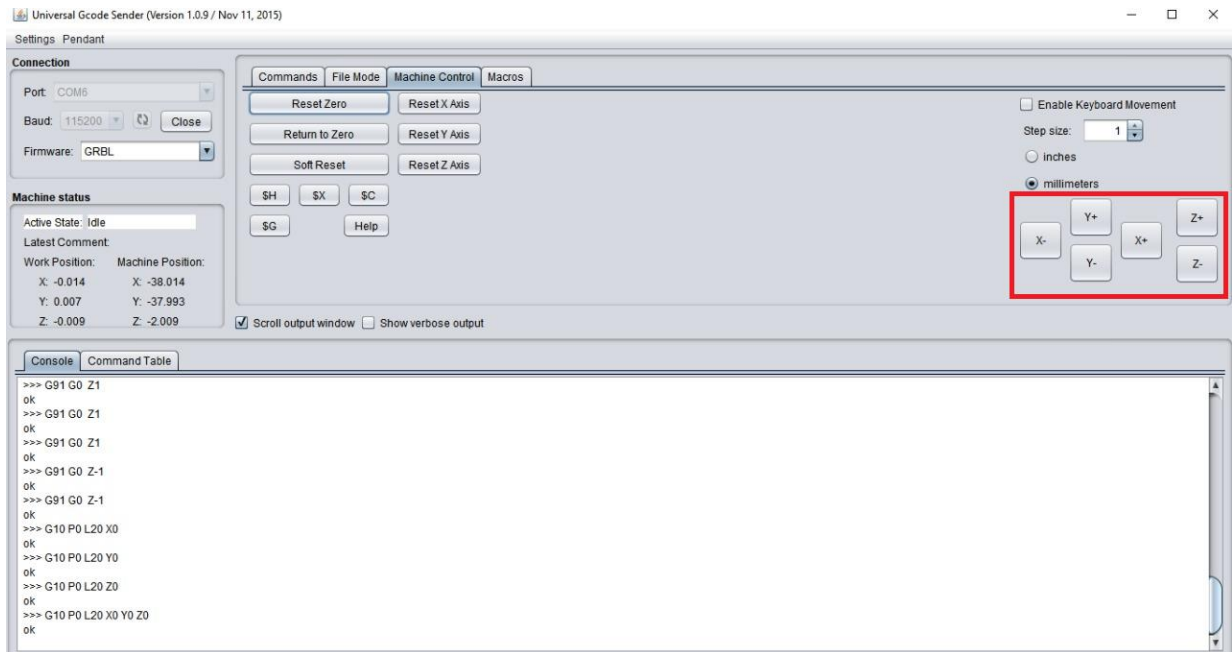 Universal Gcode Sender (Version 1.0.9 / Nov 11, 2015)
Settings Pendant
Connection
Port: COM6
Baud: 115200 Close
Firmware: GRBL
Machine status
Active State: Idle
Latest Comment:
Work Position: Machine Position:
X: -0.014 X: -38.014
Y: 0.007 Y: -37.993
Z: -0.009 Z: -2.009
Commands File Mode Machine Control Macros
Reset Zero Reset X Axis
Return to Zero Reset Y Axis
Soft Reset Reset Z Axis
$H $X $C
$G Help
Enable Keyboard Movement
Step size: 1
inches
millimeters
Y+ Z+
X- X+
Y- Z-
Scroll output window Show verbose output
Console Command Table
>>> G91 G0 Z1
ok
>>> G91 G0 Z1
ok
>>> G91 G0 Z1
ok
>>> G91 G0 Z-1
ok
>>> G91 G0 Z-1
ok
>>> G10 P0 L20 X0
ok
>>> G10 P0 L20 Y0
ok
>>> G10 P0 L20 Z0
ok
>>> G10 P0 L20 X0 Y0 Z0
ok